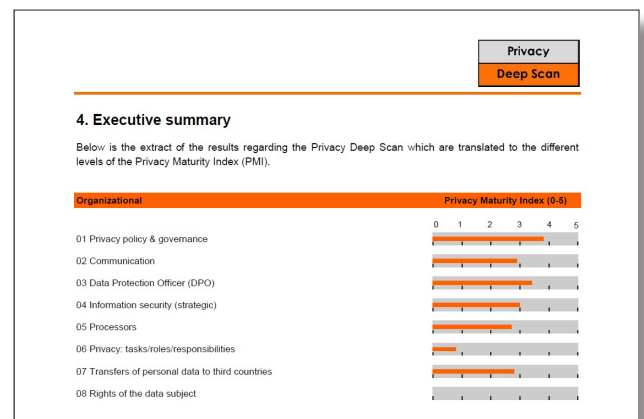 Privacy
Deep Scan
4. Executive summary
Below is the extract of the results regarding the Privacy Deep Scan which are translated to the different
levels of the Privacy Maturity Index (PMI).
Organizational Privacy Maturity Index (0-5)
0 1 2 3 4 5
01 Privacy policy & governance
02 Communication
03 Data Protection Officer (DPO)
04 Information security (strategic)
05 Processors
06 Privacy: tasks/roles/responsibilities
07 Transfers of personal data to third countries
08 Rights of the data subject